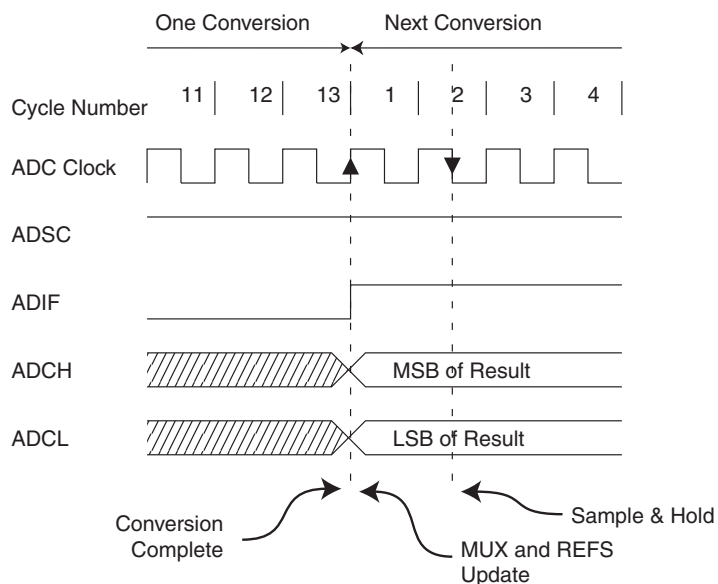 One Conversion Next Conversion
Cycle Number 11 12 13 1 2 3 4
ADC Clock
ADSC
ADIF
ADCH MSB of Result
ADCL LSB of Result
Conversion
Complete
MUX and REFS
Update
Sample & Hold